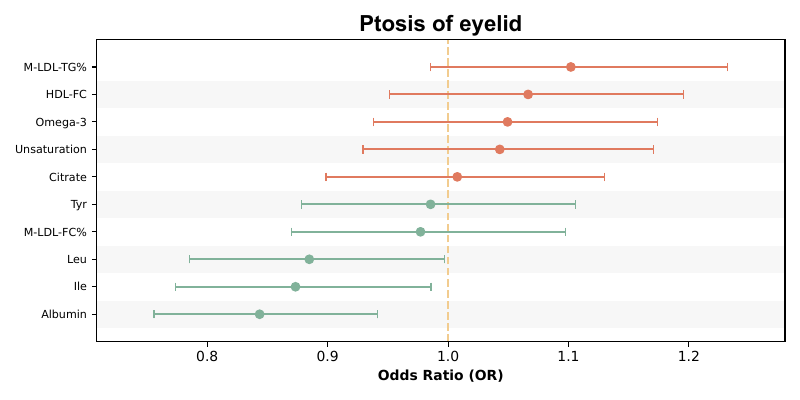 Ptosis of eyelid
M-LDL-TG%
HDL-FC
Omega-3
Unsaturation
Citrate
Tyr
M-LDL-FC%
Leu
Ile
Albumin
0.8 0.9 1.0 1.1 1.2
Odds Ratio (OR)